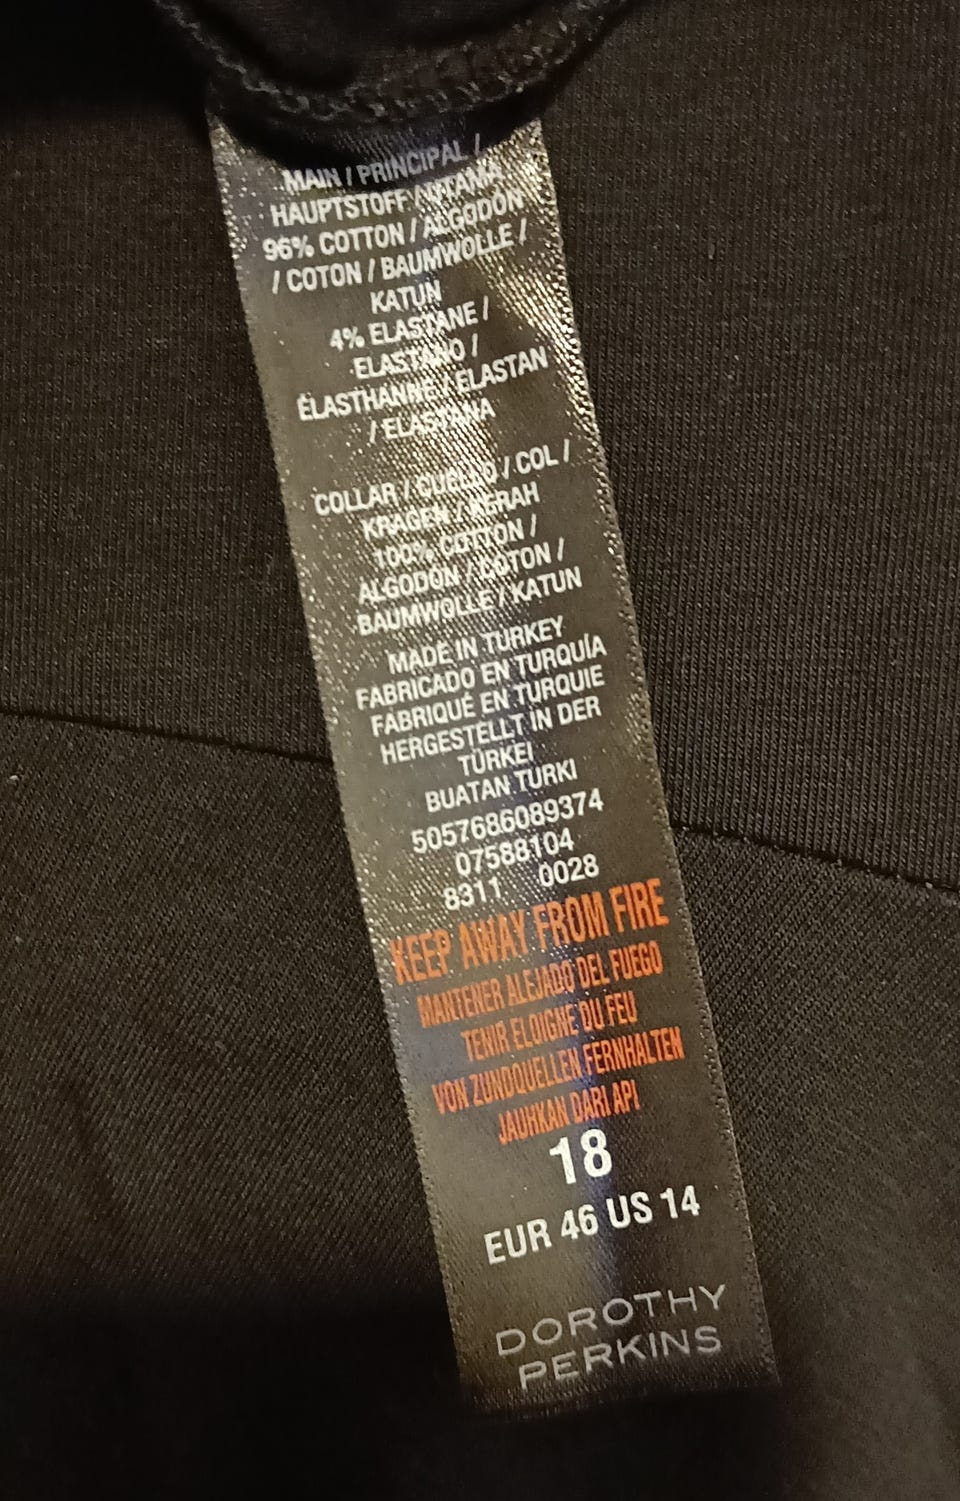 MAIN / PRINCIPAL /
HAUPTSTOFF / UTAMA
96% COTTON / ALGODÓN
/ COTON / BAUMWOLLE /
KATUN
4% ELASTANE /
ELASTANO /
ÉLASTHANNE / ELASTAN
/ ELASTANA
COLLAR / CUELLO / COL /
KRAGEN / KERAH
100% COTTON /
ALGODÓN / COTON /
BAUMWOLLE / KATUN
MADE IN TURKEY
FABRICADO EN TURQUÍA
FABRIQUÉ EN TURQUIE
HERGESTELLT IN DER
TÜRKEI
BUATAN TURKI
5057686089374
07588104
8311 0028
KEEP AWAY FROM FIRE
MANTENER ALEJADO DEL FUEGO
TENIR ELOIGNE DU FEU
VON ZUNDQUELLEN FERNHALTEN
JAUHKAN DARI API
18
EUR 46 US 14
DOROTHY
PERKINS